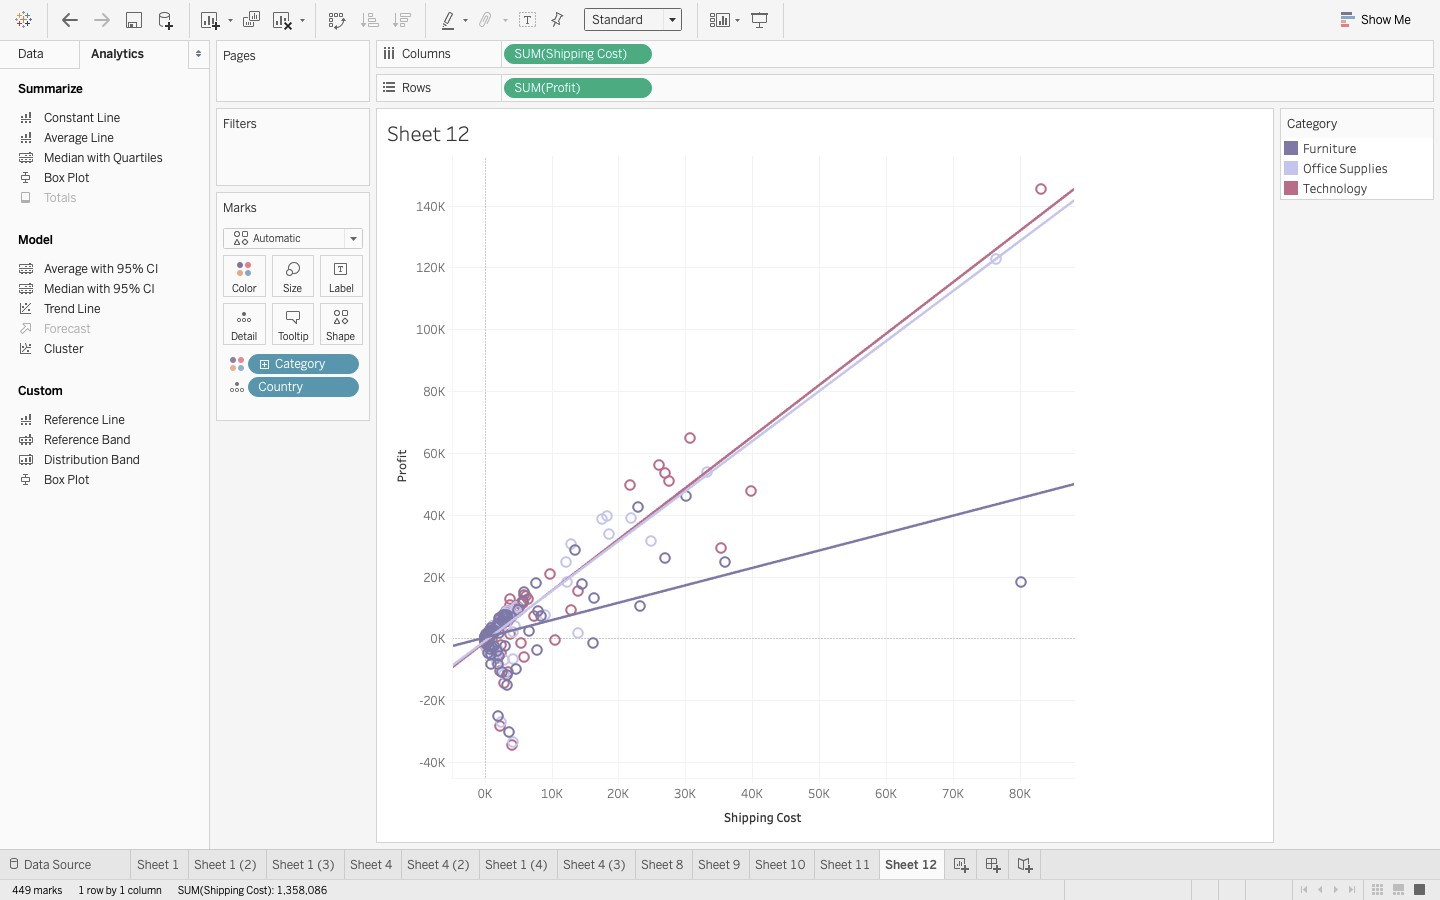 Standard
Show Me
Data
Analytics
Summarize
Constant Line
Average Line
Median with Quartiles
Box Plot
Totals
Model
Average with 95% CI
Median with 95% CI
Trend Line
Forecast
Cluster
Custom
Reference Line
Reference Band
Distribution Band
Box Plot
Pages
Filters
Marks
Automatic
Color
Size
Label
Detail
Tooltip
Shape
Category
Country
Columns
SUM(Shipping Cost)
Rows
SUM(Profit)
Sheet 12
140K
120K
100K
80K
60K
40K
20K
0K
-20K
-40K
Profit
0K 10K 20K 30K 40K 50K 60K 70K 80K
Shipping Cost
Category
Furniture
Office Supplies
Technology
Data Source Sheet 1 Sheet 1 (2) Sheet 1 (3) Sheet 4 Sheet 4 (2) Sheet 1 (4) Sheet 4 (3) Sheet 8 Sheet 9 Sheet 10 Sheet 11 Sheet 12
449 marks 1 row by 1 column SUM(Shipping Cost): 1,358,086